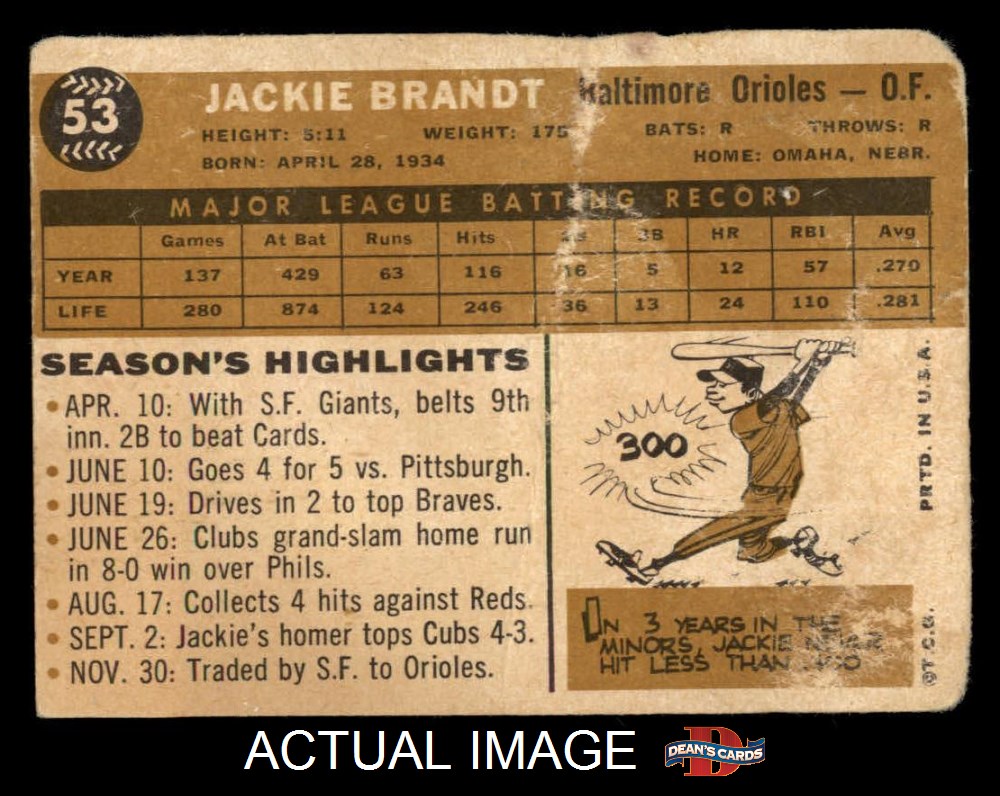 53
JACKIE BRANDT Baltimore Orioles — O.F.
HEIGHT: 5:11 WEIGHT: 175 BATS: R THROWS: R
BORN: APRIL 28, 1934 HOME: OMAHA, NEBR.
MAJOR LEAGUE BATTING RECORD
Games At Bat Runs Hits 2B 3B HR RBI Avg
YEAR 137 429 63 116 16 5 12 57 .270
LIFE 280 874 124 246 36 13 24 110 .281
SEASON'S HIGHLIGHTS
• APR. 10: With S.F. Giants, belts 9th
inn. 2B to beat Cards.
• JUNE 10: Goes 4 for 5 vs. Pittsburgh.
• JUNE 19: Drives in 2 to top Braves.
• JUNE 26: Clubs grand-slam home run
in 8-0 win over Phils.
• AUG. 17: Collects 4 hits against Reds.
• SEPT. 2: Jackie's homer tops Cubs 4-3.
• NOV. 30: Traded by S.F. to Orioles.
300
IN 3 YEARS IN THE
MINORS, JACKIE NEVER
HIT LESS THAN .300
PRTD. IN U.S.A.
©T.C.G.
ACTUAL IMAGE
DEAN'S CARDS